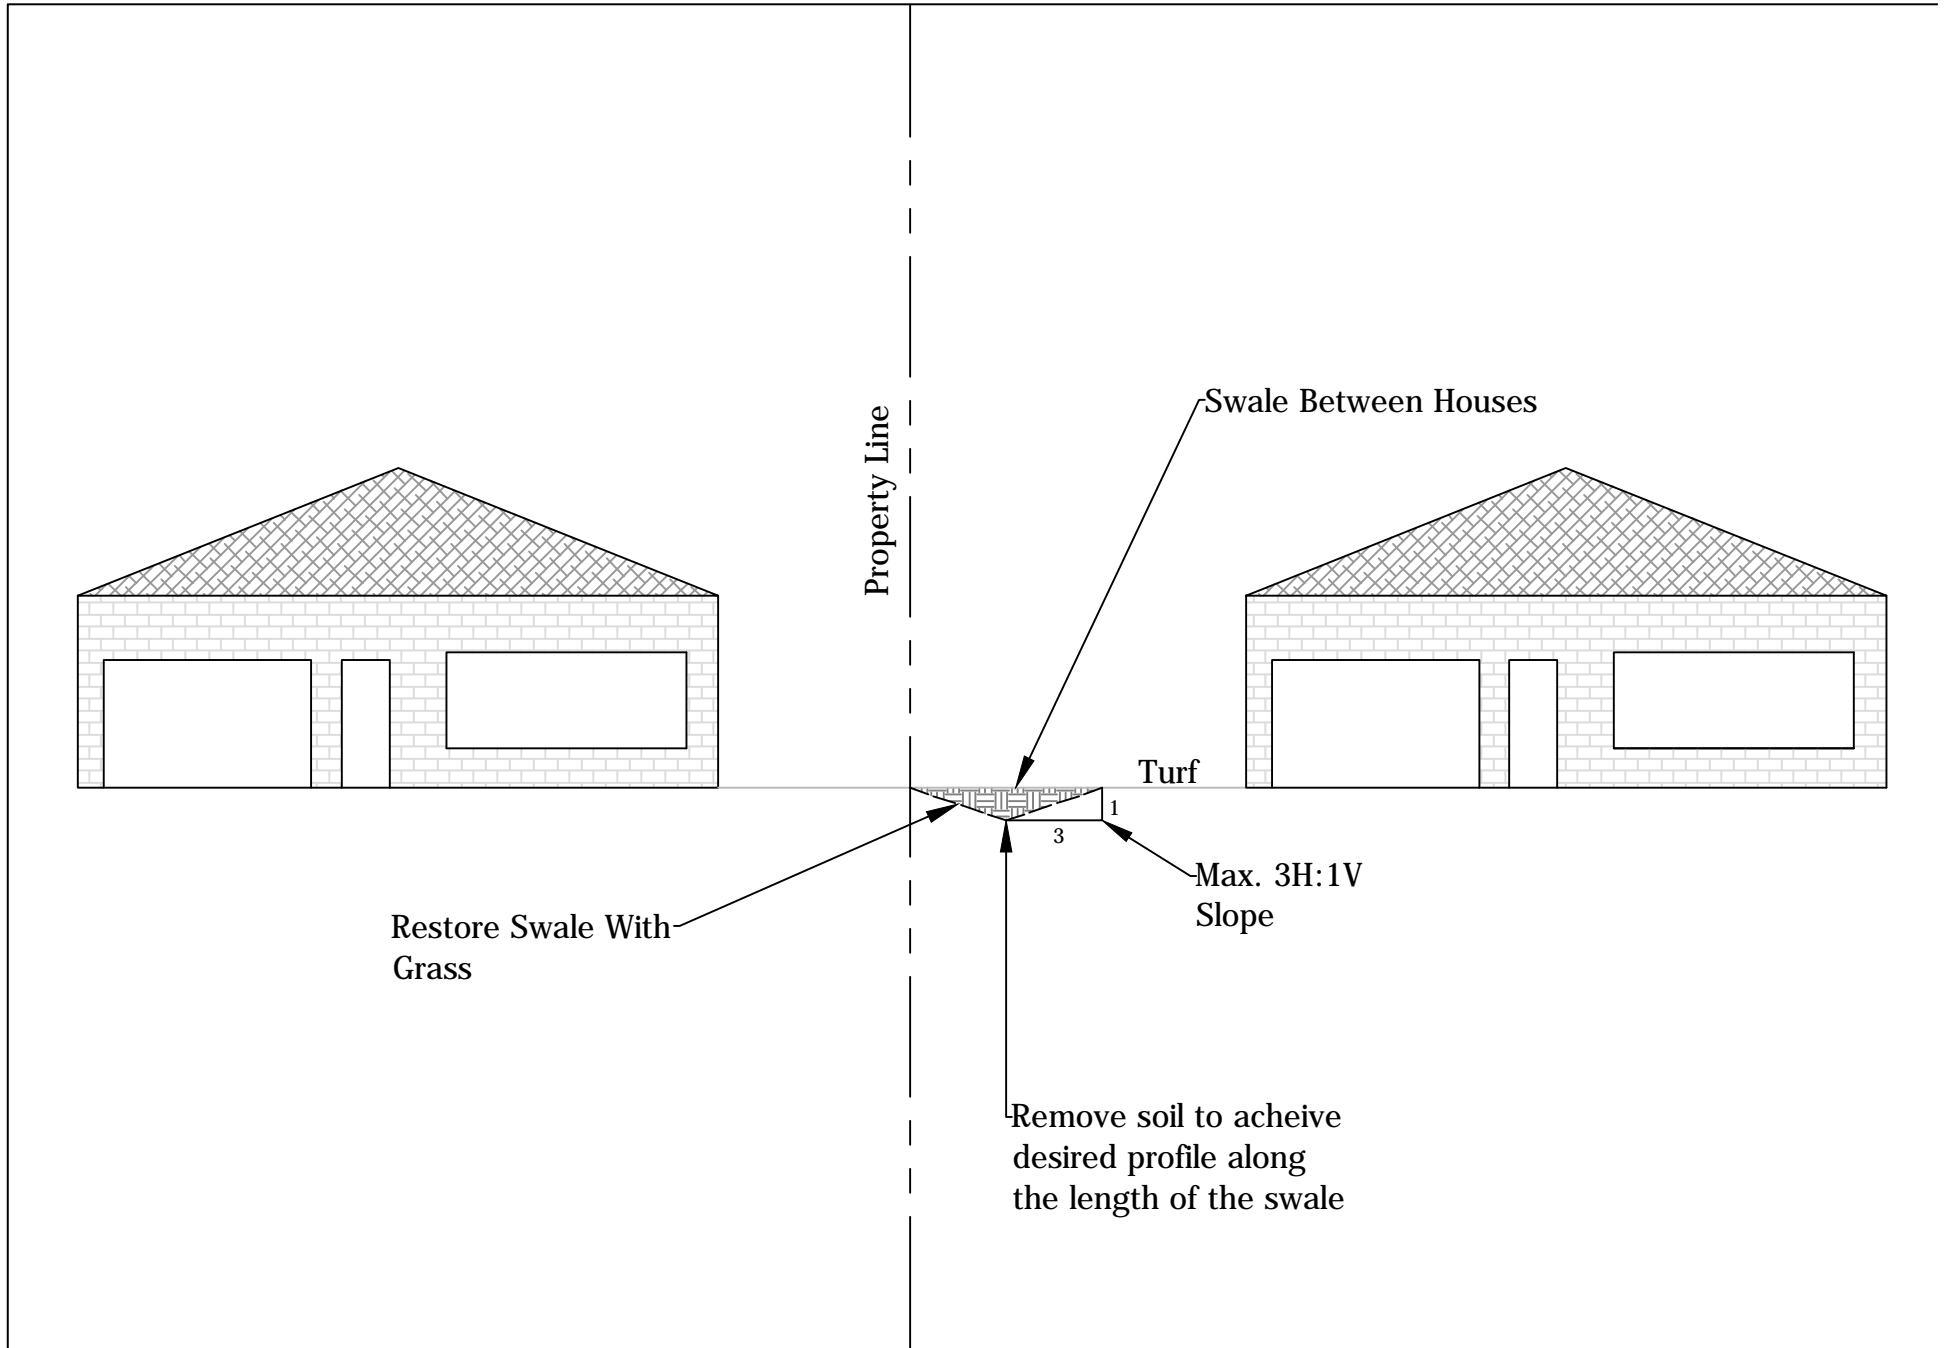 Swale Between Houses
Property Line
Turf
1
3
Max. 3H:1V
Slope
Restore Swale With
Grass
Remove soil to acheive
desired profile along
the length of the swale